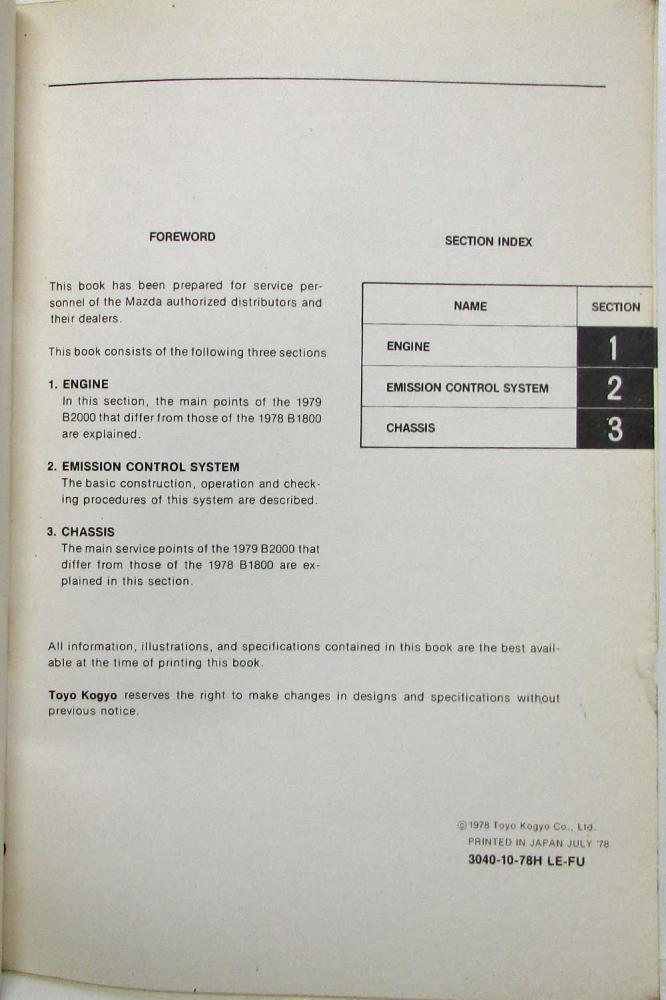 FOREWORD
This book has been prepared for service per-
sonnel of the Mazda authorized distributors and
their dealers.
This book consists of the following three sections
1. ENGINE
In this section, the main points of the 1979
B2000 that differ from those of the 1978 B1800
are explained.
2. EMISSION CONTROL SYSTEM
The basic construction, operation and check-
ing procedures of this system are described.
3. CHASSIS
The main service points of the 1979 B2000 that
differ from those of the 1978 B1800 are ex-
plained in this section.
SECTION INDEX
NAME SECTION
ENGINE 1
EMISSION CONTROL SYSTEM 2
CHASSIS 3
All information, illustrations, and specifications contained in this book are the best avail-
able at the time of printing this book.
Toyo Kogyo reserves the right to make changes in designs and specifications without
previous notice.
© 1978 Toyo Kogyo Co., Ltd.
PRINTED IN JAPAN JULY '78
3040-10-78H LE-FU